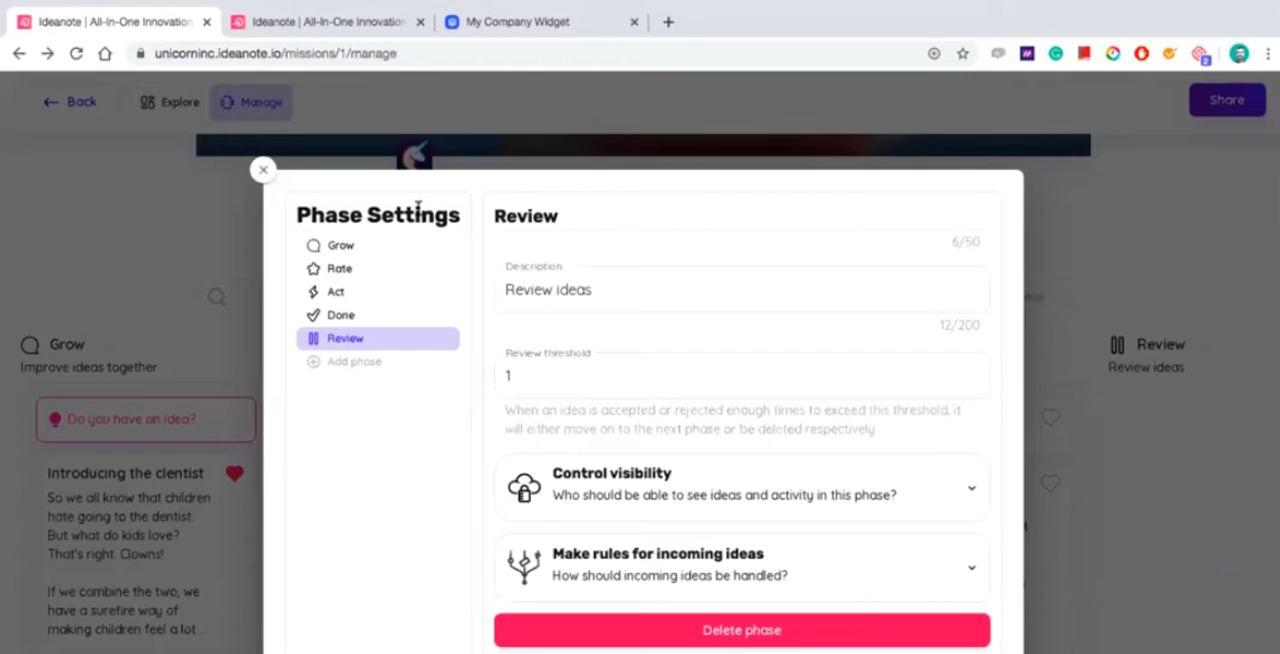 Ideanote | All-In-One Innovation
Ideanote | All-In-One Innovation
My Company Widget
unicorninc.ideanote.io/missions/1/manage
2
Back
Explore
Manage
Share
Phase Settings
Grow
Rate
Act
Done
Review
Add phase
Review
6/50
Description
Review ideas
12/200
Review threshold
1
When an idea is accepted or rejected enough times to exceed this threshold, it
will either move on to the next phase or be deleted respectively
Control visibility
Who should be able to see ideas and activity in this phase?
Make rules for incoming ideas
How should incoming ideas be handled?
Delete phase
Grow
Improve ideas together
Do you have an idea?
Introducing the clentist
So we all know that children
hate going to the dentist.
But what do kids love?
That's right. Clowns!
If we combine the two, we
have a surefire way of
making children feel a lot ...
Review
Review ideas